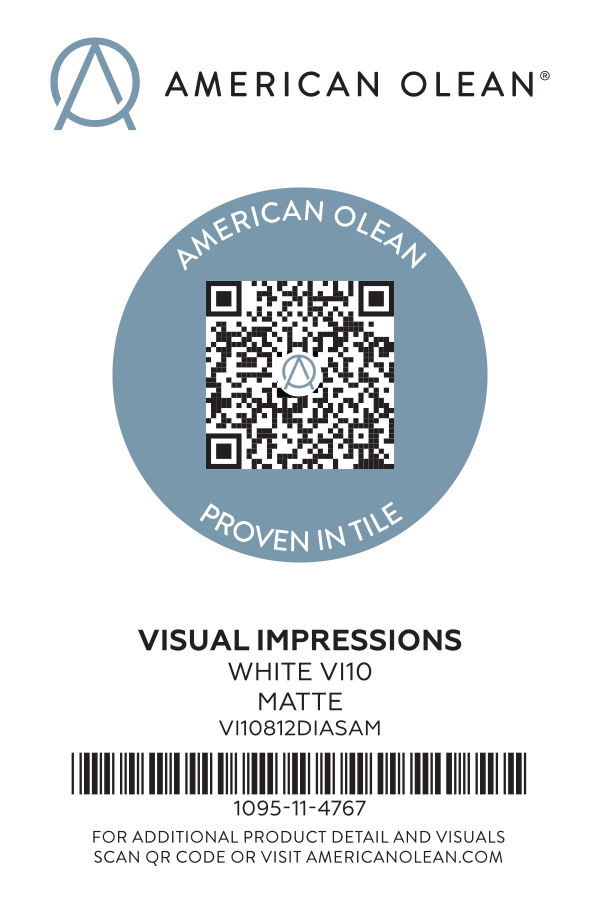 AMERICAN OLEAN®
AMERICAN OLEAN
PROVEN IN TILE
VISUAL IMPRESSIONS
WHITE VI10
MATTE
VI10812DIASAM
1095-11-4767
FOR ADDITIONAL PRODUCT DETAIL AND VISUALS
SCAN QR CODE OR VISIT AMERICANOLEAN.COM